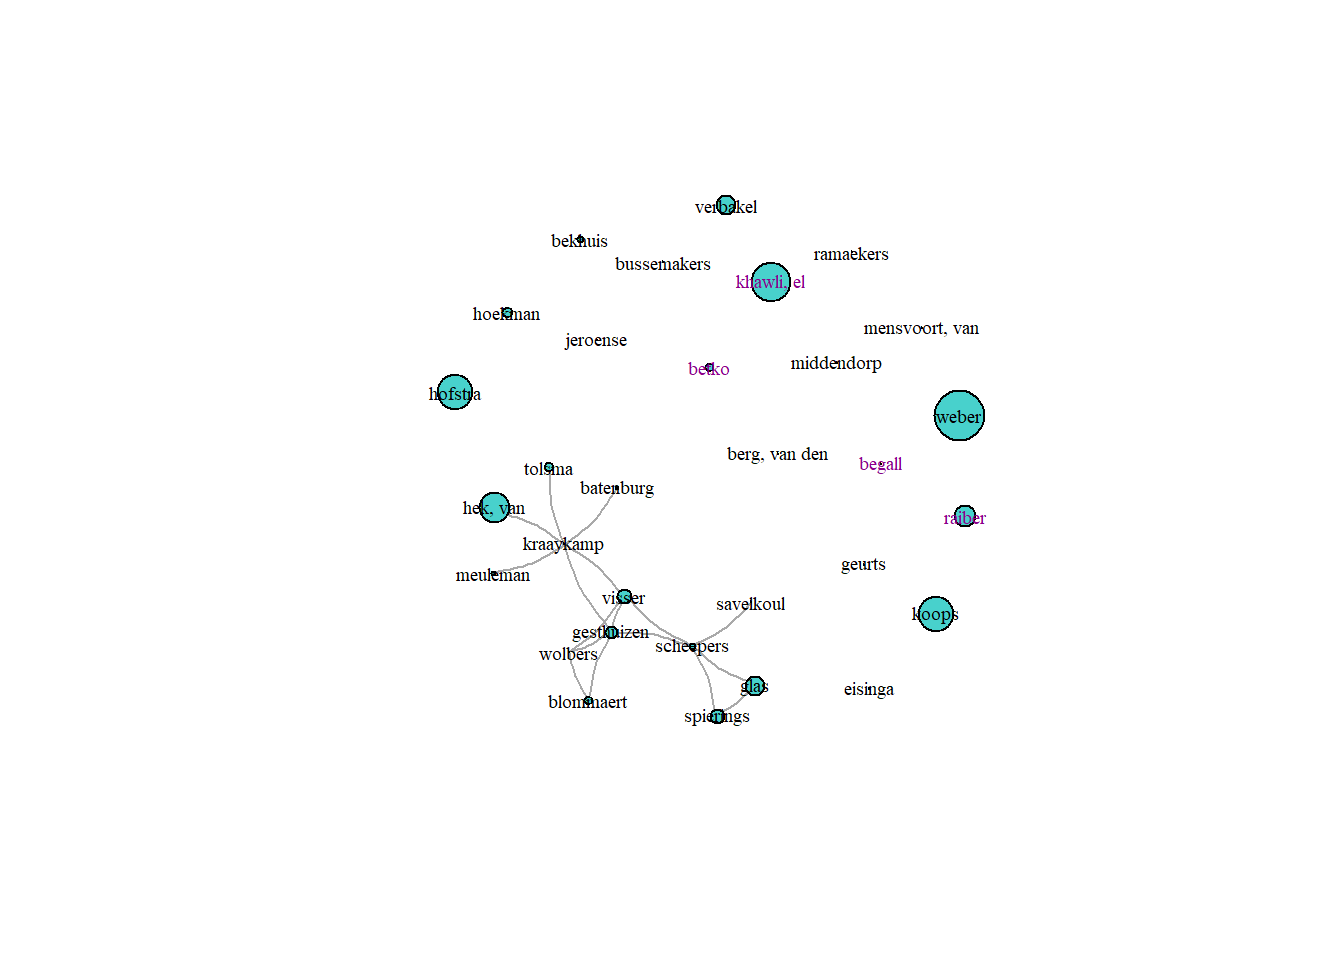 verbakel
bekhuis
ramaekers
bussemakers
khawli, el
hoekman
mensvoort, van
jeroense
middendorp
betko
hofstra
weber
berg, van den
begall
tolsma
batenburg
hek, van
raiber
kraaykamp
geurts
meuleman
visser
savelkoul
koops
gesthuizen
scheepers
wolbers
glas
eisinga
blommaert
spierings